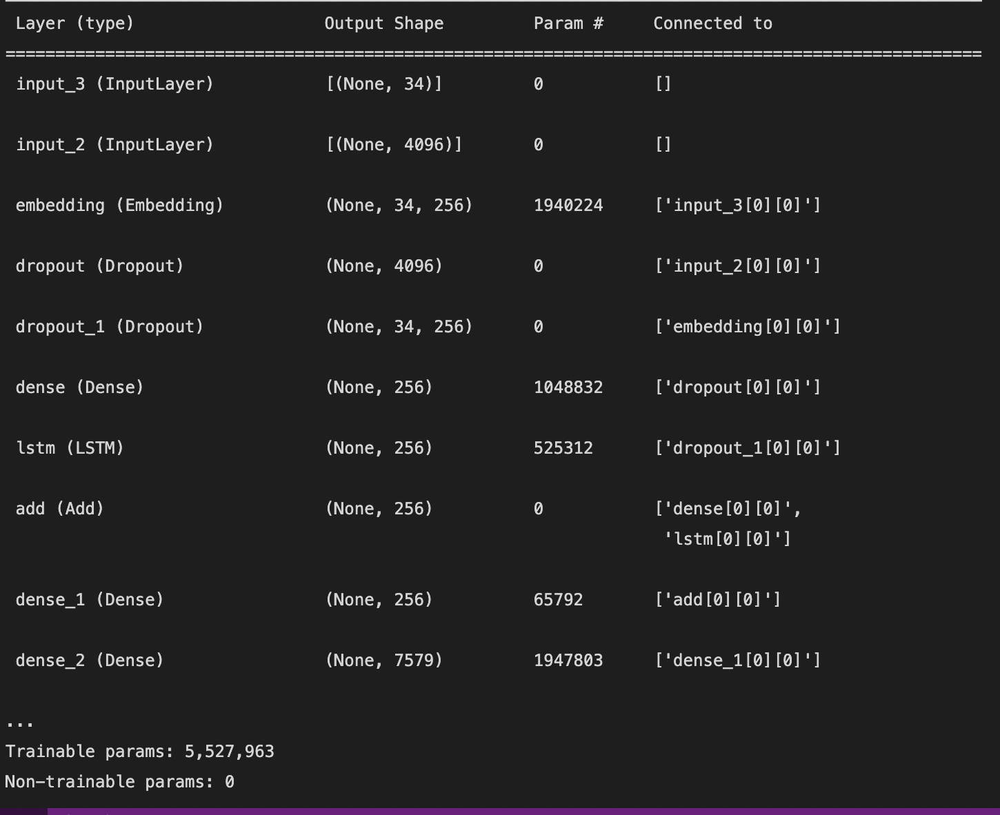 Layer (type) Output Shape Param # Connected to
==================================================================================================
input_3 (InputLayer) [(None, 34)] 0 []
input_2 (InputLayer) [(None, 4096)] 0 []
embedding (Embedding) (None, 34, 256) 1940224 ['input_3[0][0]']
dropout (Dropout) (None, 4096) 0 ['input_2[0][0]']
dropout_1 (Dropout) (None, 34, 256) 0 ['embedding[0][0]']
dense (Dense) (None, 256) 1048832 ['dropout[0][0]']
lstm (LSTM) (None, 256) 525312 ['dropout_1[0][0]']
add (Add) (None, 256) 0 ['dense[0][0]',
'lstm[0][0]']
dense_1 (Dense) (None, 256) 65792 ['add[0][0]']
dense_2 (Dense) (None, 7579) 1947803 ['dense_1[0][0]']
...
Trainable params: 5,527,963
Non-trainable params: 0